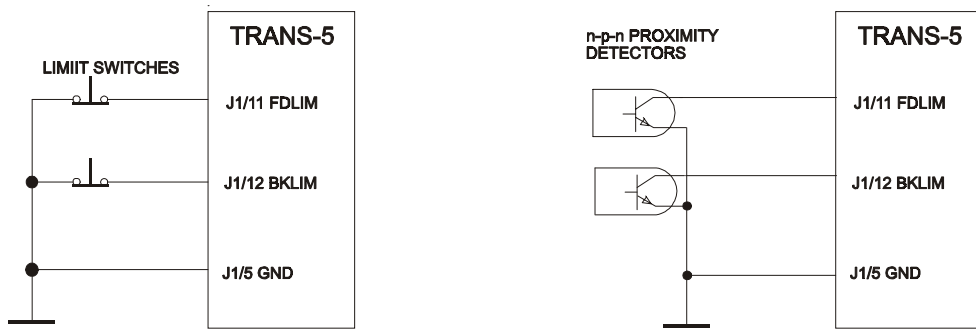 TRANS-5
LIMIIT SWITCHES
J1/11 FDLIM
J1/12 BKLIM
J1/5 GND
n-p-n PROXIMITY
DETECTORS
TRANS-5
J1/11 FDLIM
J1/12 BKLIM
J1/5 GND